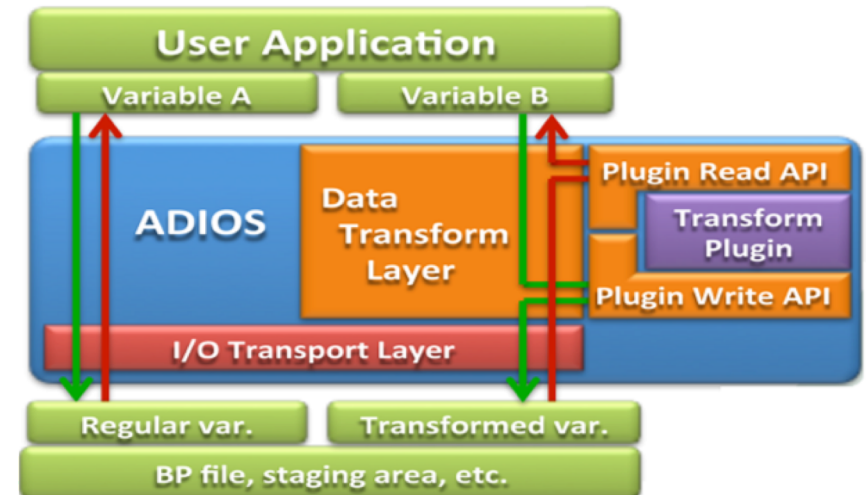 User Application
Variable A
Variable B
ADIOS
Data
Transform
Layer
Plugin Read API
Transform
Plugin
Plugin Write API
I/O Transport Layer
Regular var.
Transformed var.
BP file, staging area, etc.